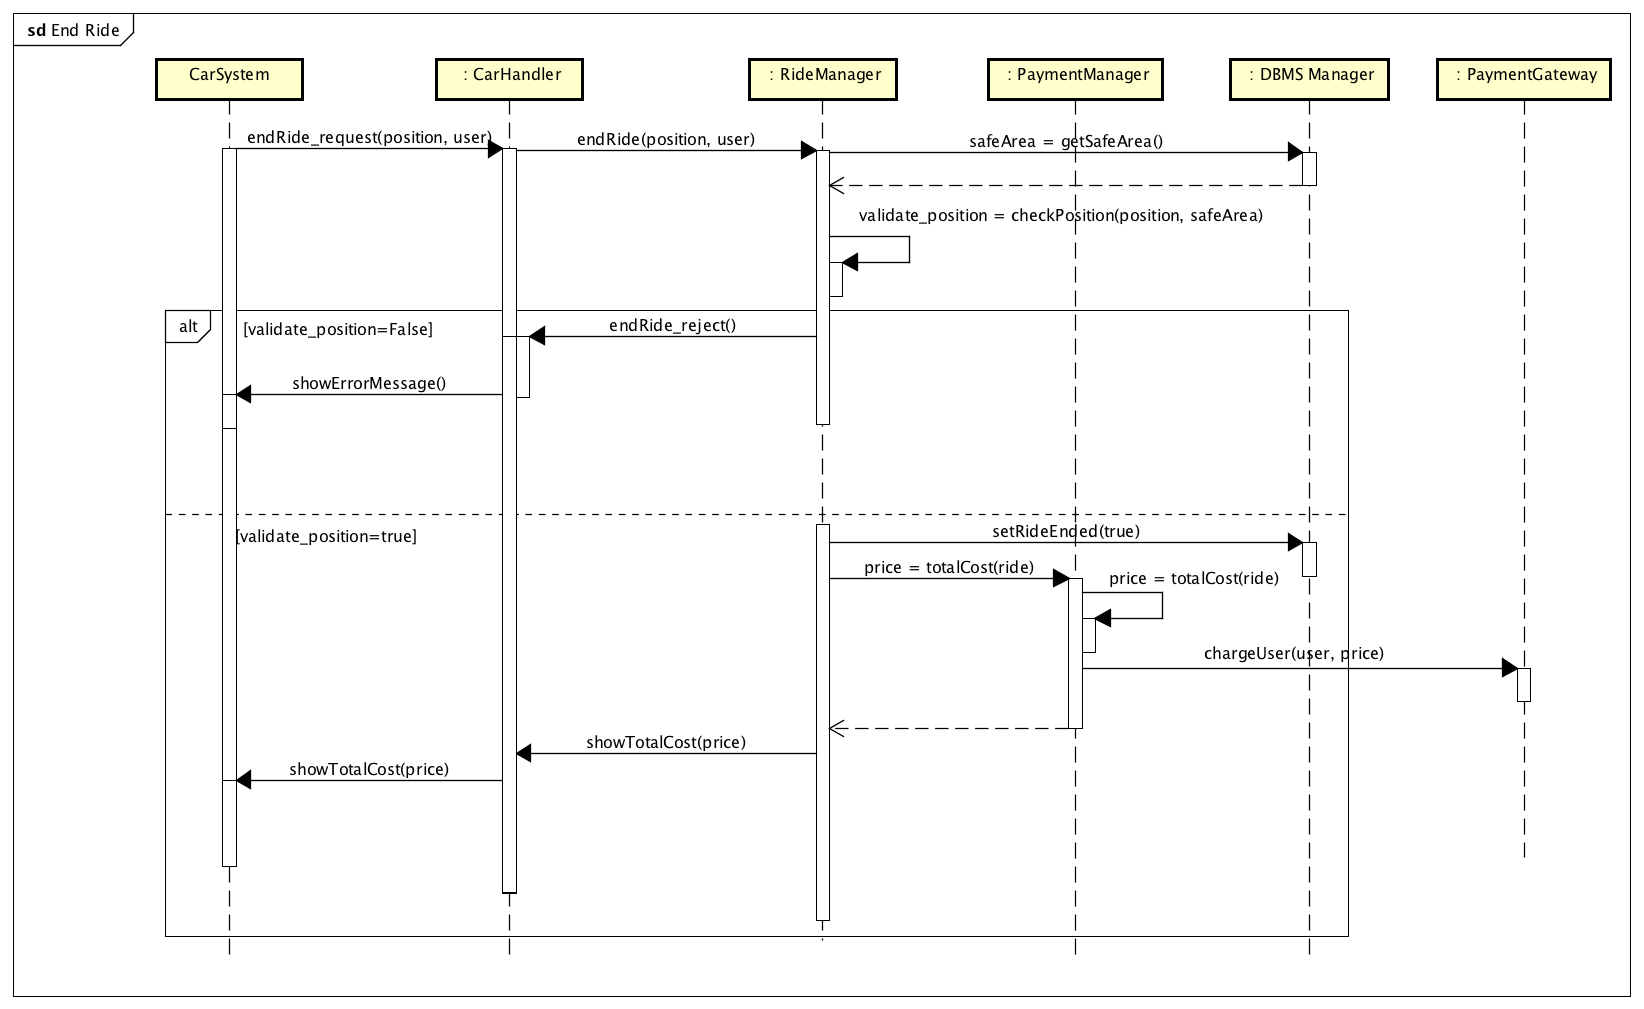 sd End Ride
CarSystem
: CarHandler
: RideManager
: PaymentManager
: DBMS Manager
: PaymentGateway
endRide_request(position, user)
endRide(position, user)
safeArea = getSafeArea()
validate_position = checkPosition(position, safeArea)
alt
[validate_position=False]
endRide_reject()
showErrorMessage()
[validate_position=true]
setRideEnded(true)
price = totalCost(ride)
price = totalCost(ride)
chargeUser(user, price)
showTotalCost(price)
showTotalCost(price)